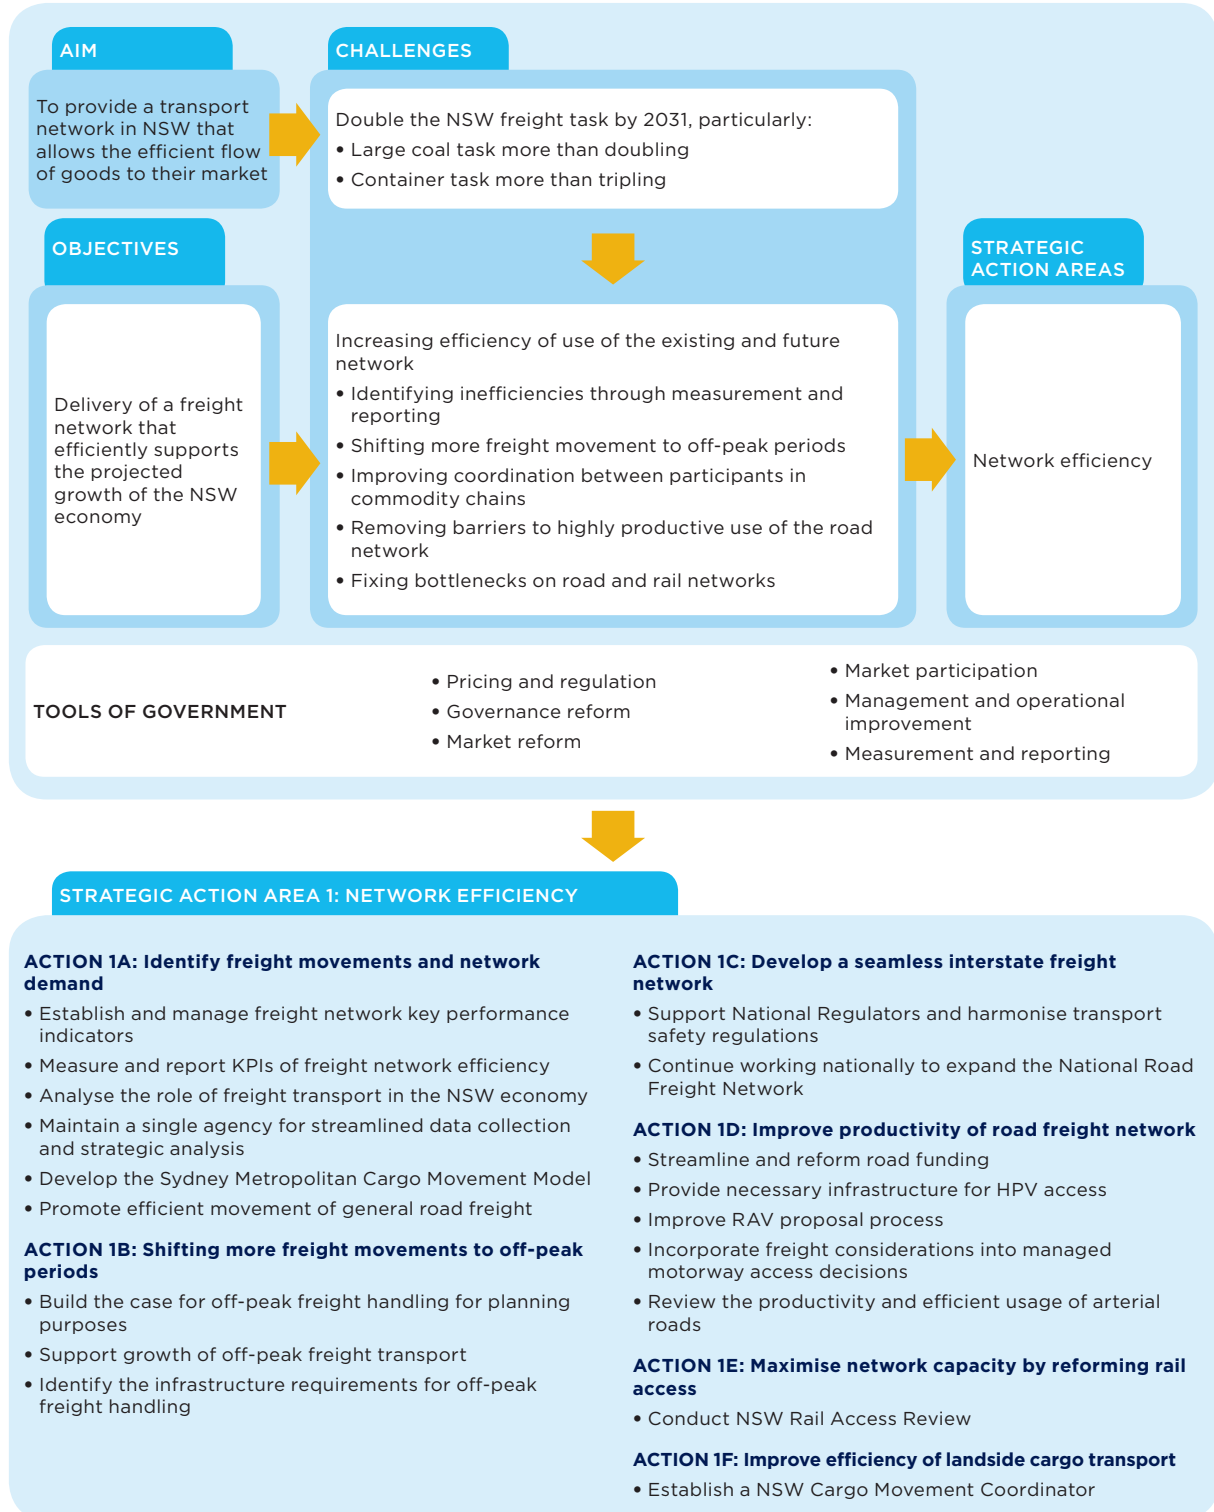 AIM
To provide a transport
network in NSW that
allows the efficient flow
of goods to their market
CHALLENGES
Double the NSW freight task by 2031, particularly:
• Large coal task more than doubling
• Container task more than tripling
OBJECTIVES
Delivery of a freight
network that
efficiently supports
the projected
growth of the NSW
economy
Increasing efficiency of use of the existing and future
network
• Identifying inefficiencies through measurement and
reporting
• Shifting more freight movement to off-peak periods
• Improving coordination between participants in
commodity chains
• Removing barriers to highly productive use of the road
network
• Fixing bottlenecks on road and rail networks
STRATEGIC
ACTION AREAS
Network efficiency
TOOLS OF GOVERNMENT
• Pricing and regulation
• Governance reform
• Market reform
• Market participation
• Management and operational
improvement
• Measurement and reporting
STRATEGIC ACTION AREA 1: NETWORK EFFICIENCY
ACTION 1A: Identify freight movements and network
demand
• Establish and manage freight network key performance
indicators
• Measure and report KPIs of freight network efficiency
• Analyse the role of freight transport in the NSW economy
• Maintain a single agency for streamlined data collection
and strategic analysis
• Develop the Sydney Metropolitan Cargo Movement Model
• Promote efficient movement of general road freight
ACTION 1B: Shifting more freight movements to off-peak
periods
• Build the case for off-peak freight handling for planning
purposes
• Support growth of off-peak freight transport
• Identify the infrastructure requirements for off-peak
freight handling
ACTION 1C: Develop a seamless interstate freight
network
• Support National Regulators and harmonise transport
safety regulations
• Continue working nationally to expand the National Road
Freight Network
ACTION 1D: Improve productivity of road freight network
• Streamline and reform road funding
• Provide necessary infrastructure for HPV access
• Improve RAV proposal process
• Incorporate freight considerations into managed
motorway access decisions
• Review the productivity and efficient usage of arterial
roads
ACTION 1E: Maximise network capacity by reforming rail
access
• Conduct NSW Rail Access Review
ACTION 1F: Improve efficiency of landside cargo transport
• Establish a NSW Cargo Movement Coordinator